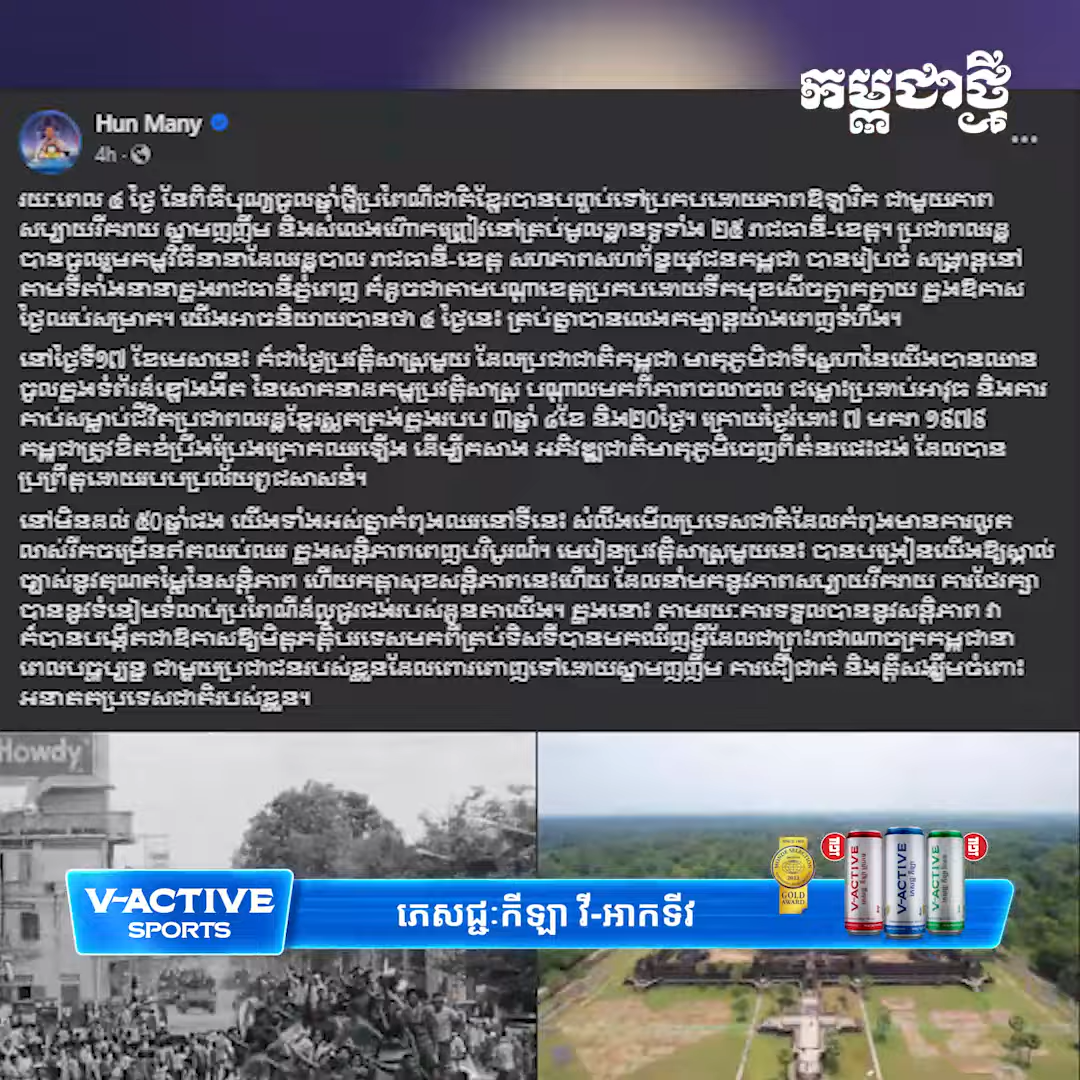 កម្ពុជាថ្មី
Hun Many
4h
រយៈពេល ៤ ថ្ងៃ នៃពិធីបុណ្យចូលឆ្នាំថ្មីប្រពៃណីជាតិខ្មែរបានបញ្ចប់ទៅប្រកបដោយភាពឱឡារិក ជាមួយភាព
សប្បាយរីករាយ ស្នាមញញឹម និងសំលេងហ៊ោកញ្ជ្រៀវនៅគ្រប់មូលដ្ឋានទូទាំង ២៥ រាជធានី-ខេត្ត។ ប្រជាពលរដ្ឋ
បានចូលរួមកម្មវិធីនានាដែលរដ្ឋបាល រាជធានី-ខេត្ត សហភាពសហព័ន្ធយុវជនកម្ពុជា បានរៀបចំ សង្ក្រាន្តនៅ
តាមទីតាំងនានាក្នុងរាជធានីភ្នំពេញ ក៏ដូចជាតាមបណ្តាខេត្តប្រកបដោយទឹកមុខសើចក្អាកក្អាយ ក្នុងឱកាស
ថ្ងៃឈប់សម្រាក។ យើងអាចនិយាយបានថា ៤ ថ្ងៃនេះ គ្រប់គ្នាបានលេងកម្សាន្តយ៉ាងពេញទំហឹង។
នៅថ្ងៃទី១៧ ខែមេសានេះ ក៏ជាថ្ងៃប្រវត្តិសាស្ត្រមួយ ដែលប្រជាជាតិកម្ពុជា មាតុភូមិជាទីស្នេហានៃយើងបានឈាន
ចូលក្នុងទំព័រដ៏ខ្មៅងងឹត នៃសោកនាដកម្មប្រវត្តិសាស្ត្រ បណ្តាលមកពីភាពចលាចល ជម្លោះប្រដាប់អាវុធ និងការ
កាប់សម្លាប់ជីវិតប្រជាពលរដ្ឋខ្មែរស្លូតត្រង់ក្នុងរបប ៣ឆ្នាំ ៨ខែ និង២០ថ្ងៃ។ ក្រោយថ្ងៃរំដោះ ៧ មករា ១៩៧៩
កម្ពុជាត្រូវខិតខំប្រឹងប្រែងក្រោកឈរឡើង ដើម្បីកសាង អភិវឌ្ឍជាតិមាតុភូមិចេញពីគំនរផេះផង់ ដែលបាន
ប្រព្រឹត្តដោយរបបប្រល័យពូជសាសន៍។
នៅមិនដល់ ៥០ឆ្នាំផង យើងទាំងអស់គ្នាកំពុងឈរនៅទីនេះ សំលឹងមើលប្រទេសជាតិដែលកំពុងមានការលូត
លាស់រីកចម្រើនឥតឈប់ឈរ ក្នុងសន្តិភាពពេញបរិបូរណ៍។ មេរៀនប្រវត្តិសាស្ត្រមួយនេះ បានបង្រៀនយើងឱ្យស្គាល់
ច្បាស់នូវគុណតម្លៃនៃសន្តិភាព ហើយកត្តាសុខសន្តិភាពនេះហើយ ដែលនាំមកនូវភាពសប្បាយរីករាយ ការថែរក្សា
បាននូវទំនៀមទំលាប់ប្រពៃណីដ៏ល្អផូរផង់របស់ដូនតាយើង។ ក្នុងនោះ តាមរយៈការទទួលបាននូវសន្តិភាព វា
ក៏បានបង្កើតជាឱកាសឱ្យមិត្តភក្តិបរទេសមកពីគ្រប់ទិសទីបានមកឃើញអ្វីដែលជាព្រះរាជាណាចក្រកម្ពុជានា
ពេលបច្ចុប្បន្ន ជាមួយប្រជាជនរបស់ខ្លួនដែលពោរពេញទៅដោយស្នាមញញឹម ការជឿជាក់ និងក្តីសង្ឃឹមចំពោះ
អនាគតប្រទេសជាតិរបស់ខ្លួន។
Howdy
V-ACTIVE
SPORTS
ភេសជ្ជៈកីឡា វី-អាកទីវ
GOLD
AWARD
V-ACTIVE
V-ACTIVE
V-ACTIVE